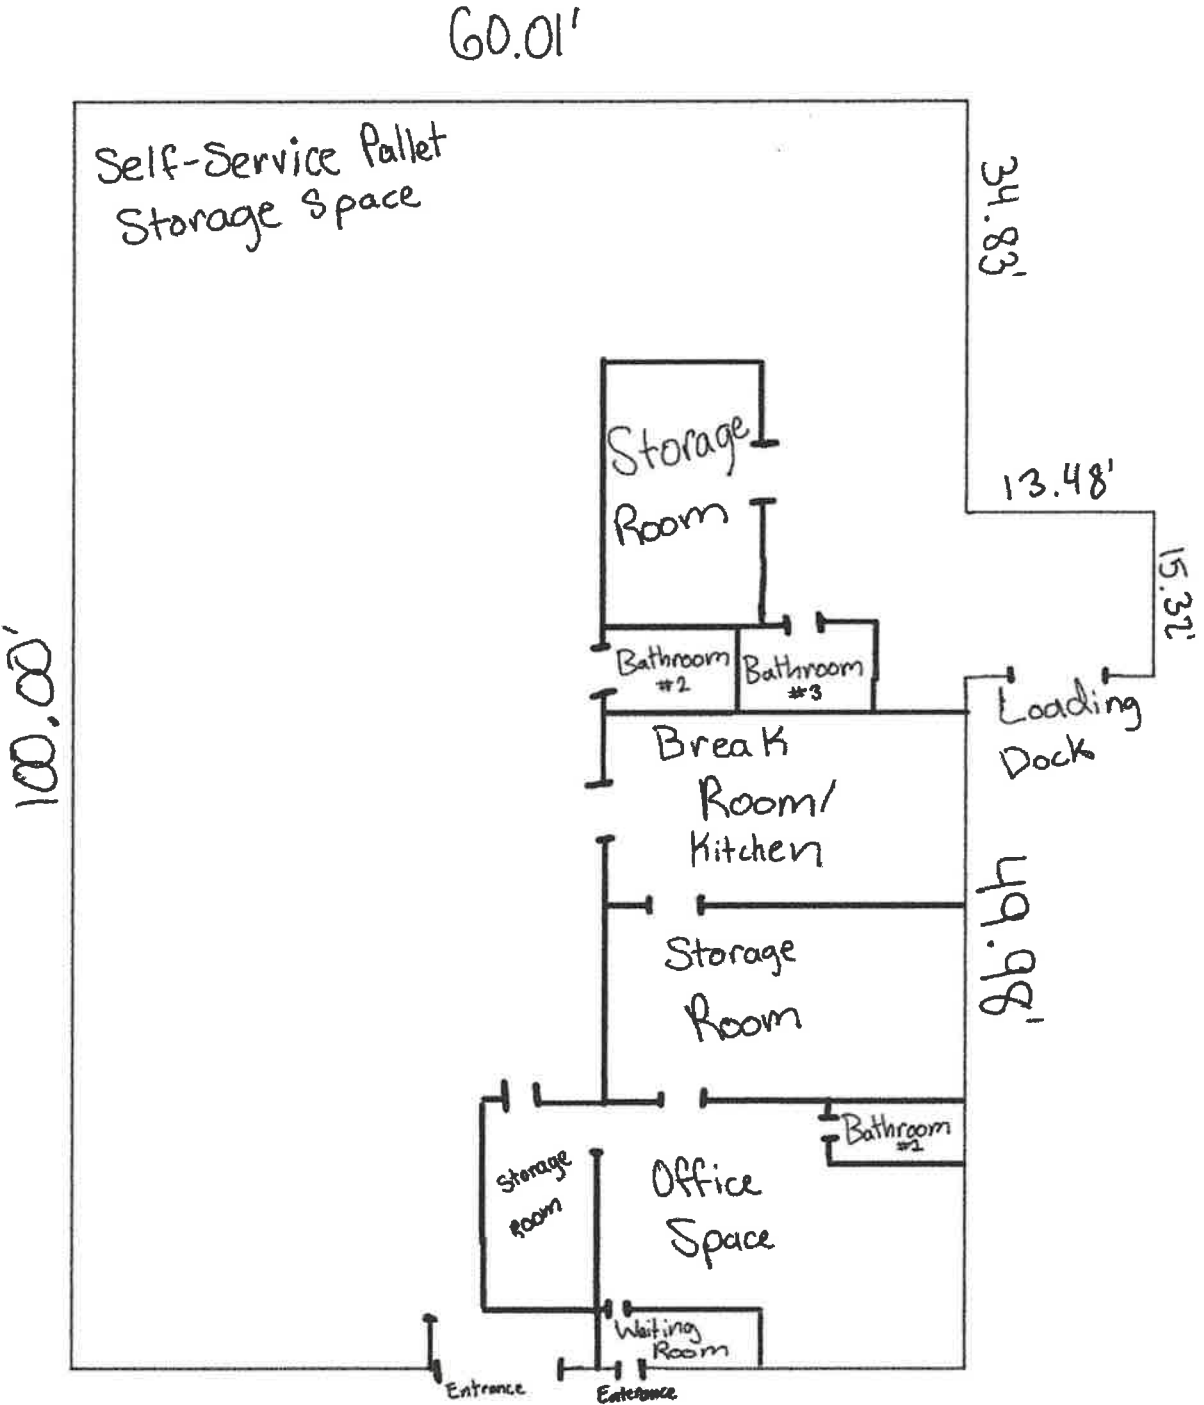 60.01'
Self-Service Pallet
Storage Space
34.83'
Storage
Room
13.48'
15.32'
Bathroom
#2
Bathroom
#3
Loading
Dock
100.00'
Break
Room/
Kitchen
49.98'
Storage
Room
Bathroom
#1
Storage
Room
Office
Space
Waiting
Room
Entrance
Enterance